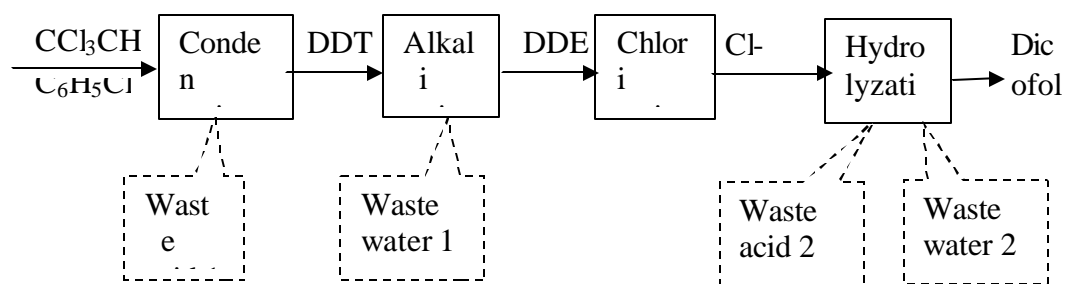 CCl₃CH
C₆H₅Cl
Conde
n
DDT
Alkal
i
DDE
Chlor
i
Cl-
Hydro
lyzati
Dic
ofol
Wast
e
Waste
water 1
Waste
acid 2
Waste
water 2